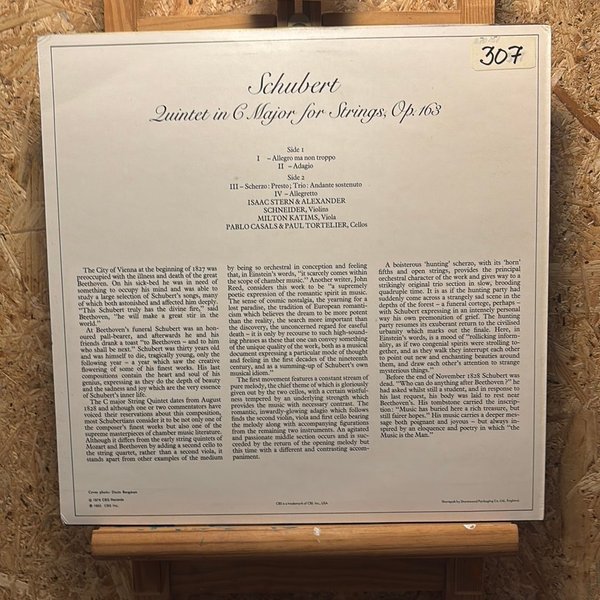 307
Schubert
Quintet in C Major for Strings, Op. 163
Side 1
I – Allegro ma non troppo
II – Adagio
Side 2
III – Scherzo: Presto; Trio: Andante sostenuto
IV – Allegretto
ISAAC STERN & ALEXANDER
SCHNEIDER, Violins
MILTON KATIMS, Viola
PABLO CASALS & PAUL TORTELIER, Cellos
The City of Vienna at the beginning of 1827 was
preoccupied with the illness and death of the great
Beethoven. On his sick-bed he was in need of
something to occupy his mind and was able to
study a large selection of Schubert's songs, many
of which both astonished and affected him deeply.
"This Schubert truly has the divine fire," said
Beethoven, "he will make a great stir in the
world."
At Beethoven's funeral Schubert was an hon-
oured pall-bearer, and afterwards he and his
friends drank a toast "to Beethoven – and to him
who shall be next." Schubert was thirty years old
and was himself to die, tragically young, only the
following year – a year which saw the creative
flowering of some of his finest works. His last
compositions contain the heart and soul of his
genius, expressing as they do the depth of beauty
and the sadness and joy which are the very essence
of Schubert's inner life.
The C major String Quintet dates from August
1828 and although one or two commentators have
voiced their reservations about this composition,
most Schubertians consider it to be not only one of
the composer's finest works but also one of the
supreme masterpieces of chamber music literature.
Although it differs from the early string quintets of
Mozart and Beethoven by adding a second cello to
the string quartet, rather than a second viola, it
stands apart from other examples of the medium
by being so orchestral in conception and feeling
that, in Einstein's words, "it scarcely comes within
the scope of chamber music." Another writer, John
Reed, considers this work to be "a supremely
poetic expression of the romantic spirit in music.
The sense of cosmic nostalgia, the yearning for a
lost paradise, the tradition of European romanti-
cism which believes the dream to be more potent
than the reality, the search more important than
the discovery, the unconcerned regard for easeful
death – it is only by recourse to such high-sound-
ing phrases as these that one can convey something
of the unique quality of the work, both as a musical
document expressing a particular mode of thought
and feeling in the first decades of the nineteenth
century, and as a summing-up of Schubert's own
musical idiom."
The first movement features a constant stream of
pure melody, the chief theme of which is gloriously
given out by the two cellos, with a certain wistful-
ness tempered by an underlying strength which
provides the music with necessary contrast. The
romantic, inwardly-glowing adagio which follows
finds the second violin, viola and first cello bearing
the melody along with accompanying figurations
from the remaining two instruments. An agitated
and passionate middle section occurs and is suc-
ceeded by the return of the opening melody but
this time with a different and contrasting accom-
paniment.
A boisterous 'hunting' scherzo, with its 'horn'
fifths and open strings, provides the principal
orchestral character of the work and gives way to a
strikingly original trio section in slow, brooding
quadruple time. It is as if the hunting party had
suddenly come across a strangely sad scene in the
depths of the forest – a funeral cortege, perhaps –
with Schubert expressing in an intensely personal
way his own premonition of grief. The hunting
party resumes its exuberant return to the civilised
urbanity which marks out the finale. Here, in
Einstein's words, is a mood of "rollicking inform-
ality, as if two congenial spirits were strolling to-
gether, and as they walk they interrupt each other
to point out new and enchanting beauties around
them, and draw each other's attention to strange
mysterious things."
Before the end of November 1828 Schubert was
dead. "Who can do anything after Beethoven?" he
had asked whilst still a student, and in response to
his last request, his body was laid to rest near
Beethoven's. His tombstone carried the inscrip-
tion: "Music has buried here a rich treasure, but
still fairer hopes." His music carries a deeper mes-
sage both poignant and joyous – but always in-
spired by an eloquence and poetry in which "the
Music is the Man."
CBS is a trademark of CBS Inc., USA